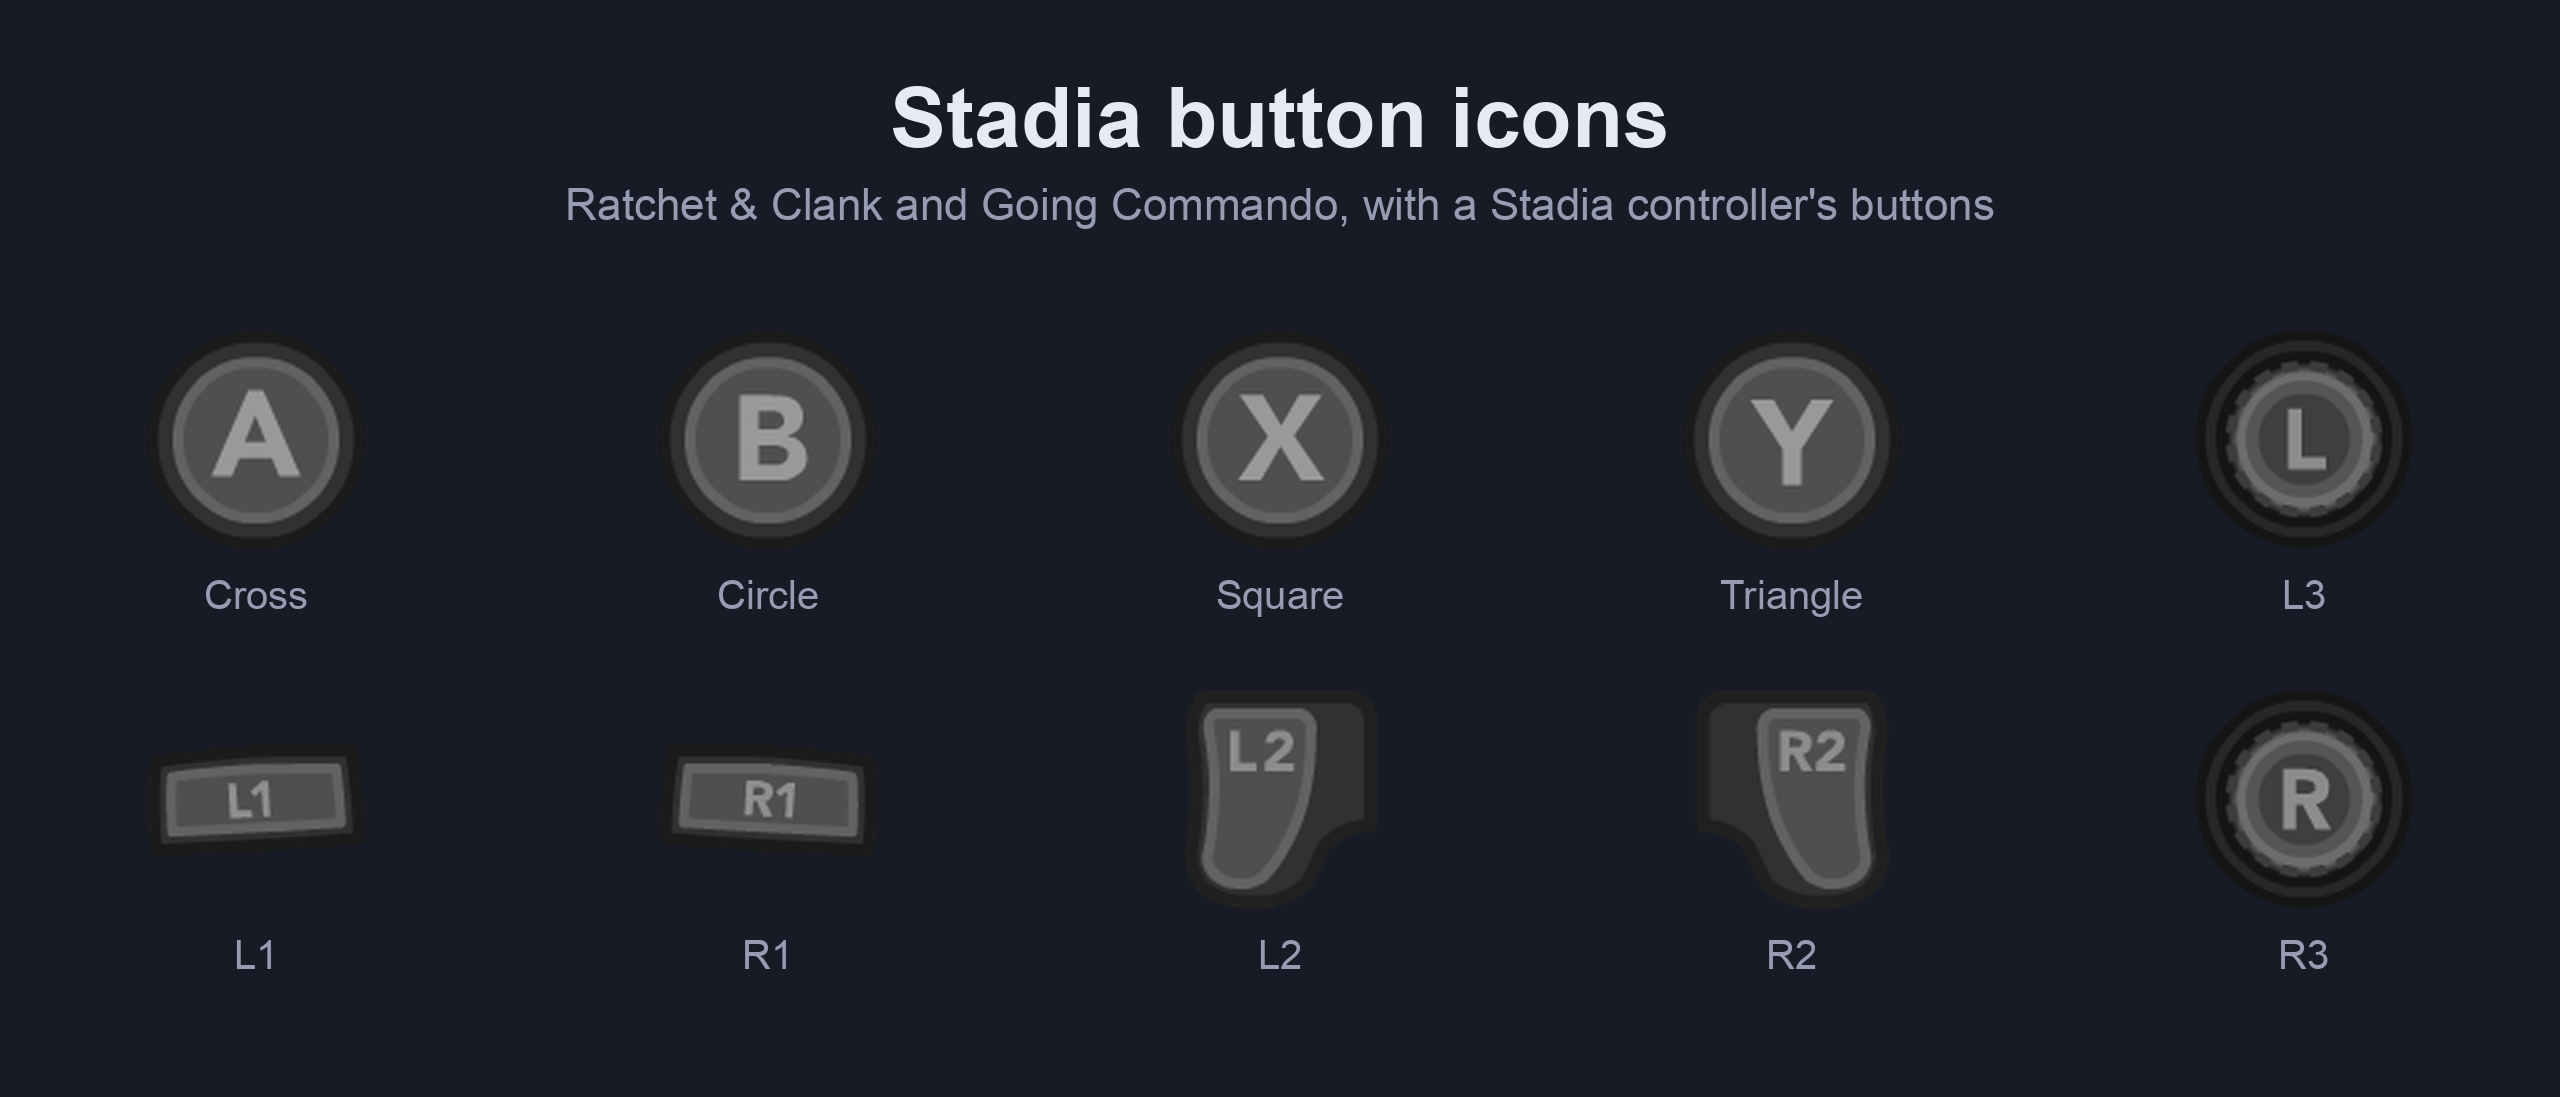 Stadia button icons
Ratchet & Clank and Going Commando, with a Stadia controller's buttons
A B X Y L
Cross Circle Square Triangle L3
L1 R1 L2 R2 R
L1 R1 L2 R2 R3